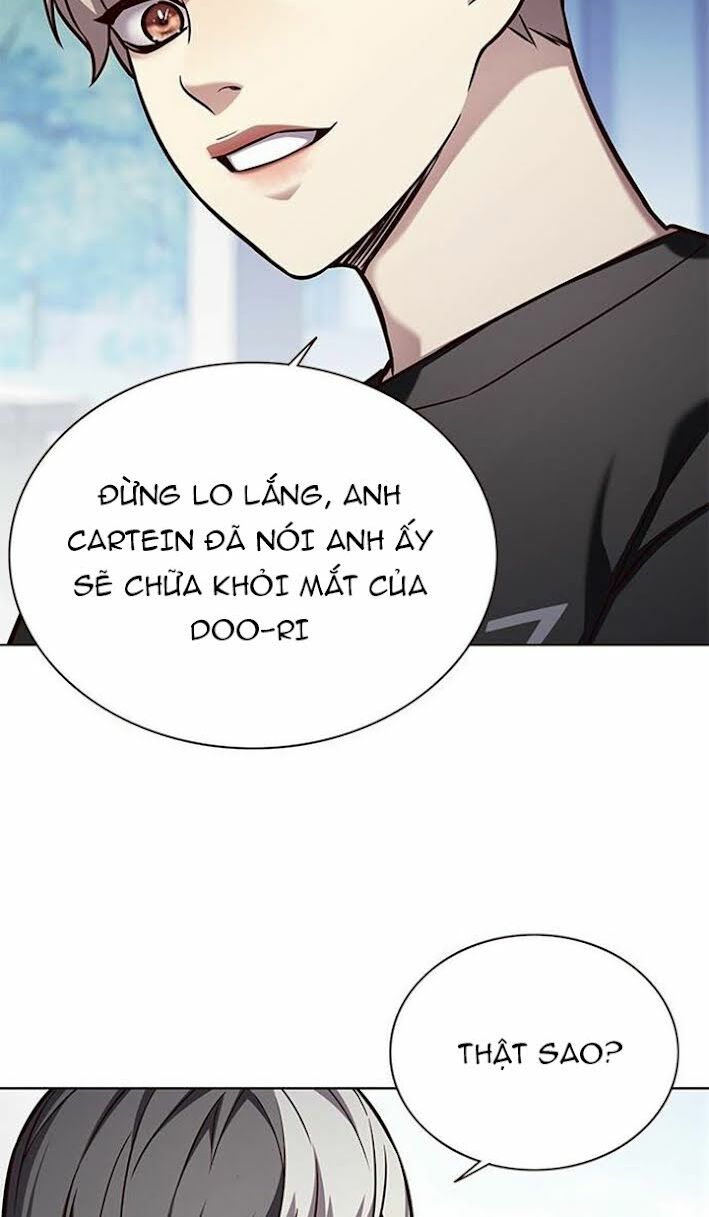 ĐỪNG LO LẮNG, ANH
CARTEIN ĐÃ NÓI ANH ẤY
SẼ CHỮA KHỎI MẮT CỦA
DOO-RI
THẬT SAO?